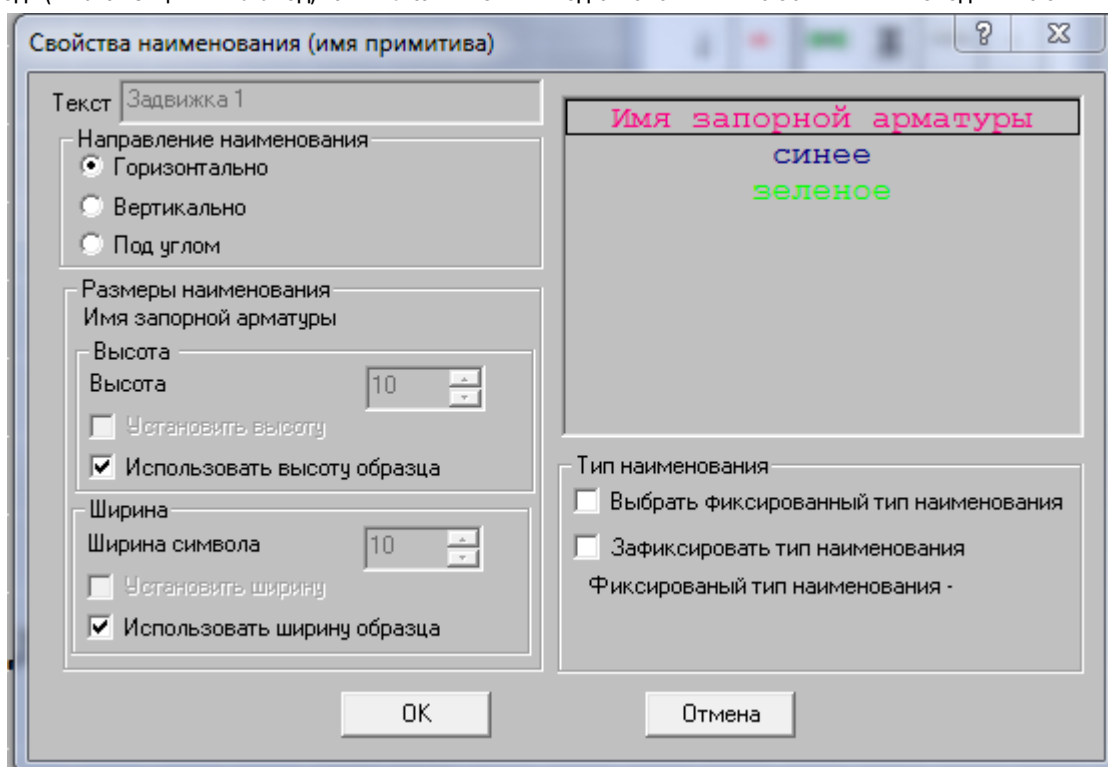 Свойства наименования (имя примитива)
Текст Задвижка 1
Направление наименования
Горизонтально
Вертикально
Под углом
Размеры наименования
Имя запорной арматуры
Высота
Высота 10
Установить высоту
Использовать высоту образца
Ширина
Ширина символа 10
Установить ширину
Использовать ширину образца
Имя запорной арматуры
синее
зеленое
Тип наименования
Выбрать фиксированный тип наименования
Зафиксировать тип наименования
Фиксированый тип наименования -
OK
Отмена